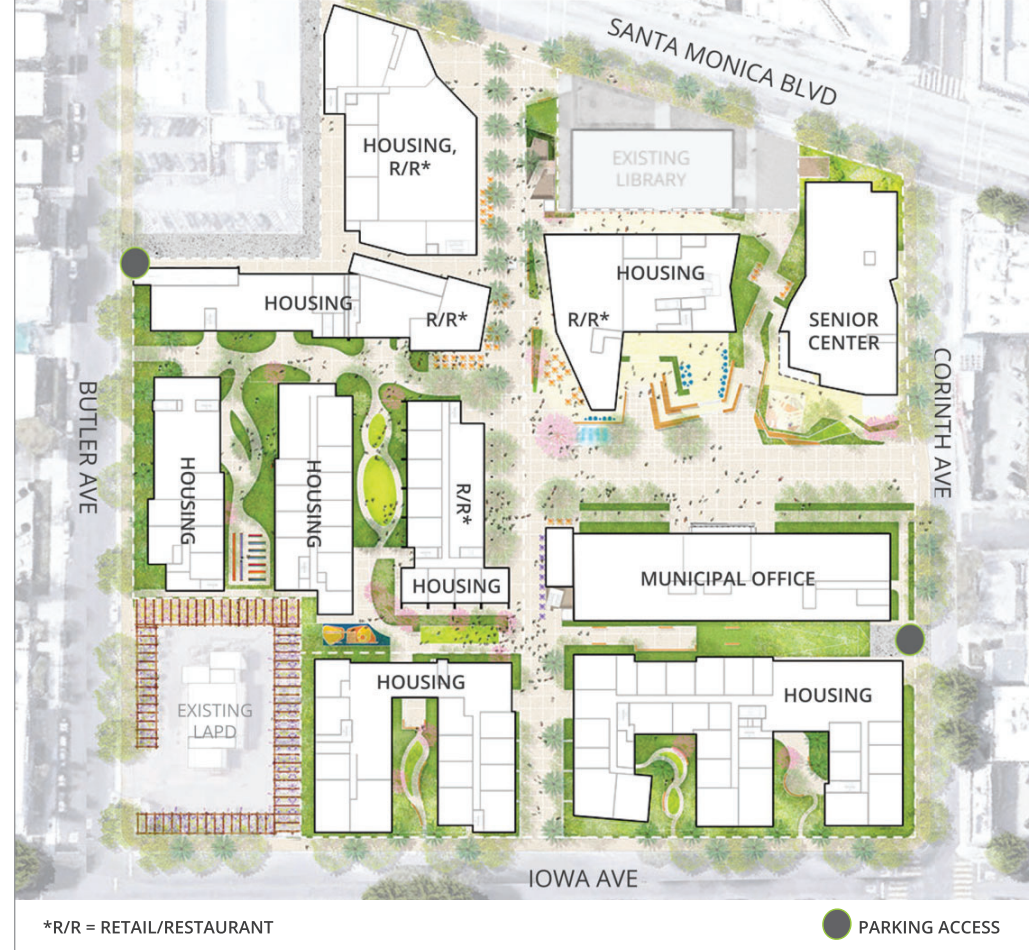 SANTA MONICA BLVD
HOUSING,
R/R*
EXISTING
LIBRARY
HOUSING
R/R*
HOUSING
R/R*
SENIOR
CENTER
BUTLER AVE
CORINTH AVE
HOUSING
HOUSING
R/R*
HOUSING
MUNICIPAL OFFICE
HOUSING
HOUSING
EXISTING
LAPD
IOWA AVE
*R/R = RETAIL/RESTAURANT
PARKING ACCESS